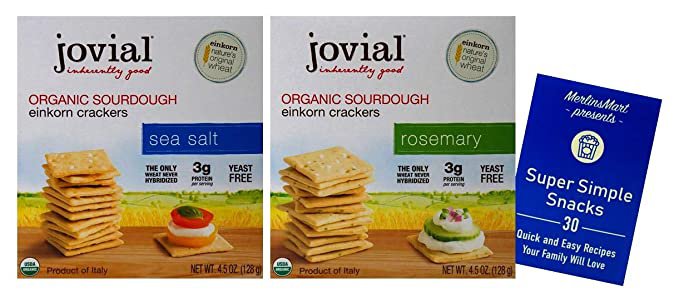 jovial
inherently good
einkorn
nature's
original
wheat
ORGANIC SOURDOUGH
einkorn crackers
sea salt
THE ONLY
WHEAT NEVER
HYBRIDIZED
3g
PROTEIN
per serving
YEAST
FREE
USDA
ORGANIC
Product of Italy
NET WT. 4.5 OZ. (128 g)
jovial
inherently good
einkorn
nature's
original
wheat
ORGANIC SOURDOUGH
einkorn crackers
rosemary
THE ONLY
WHEAT NEVER
HYBRIDIZED
3g
PROTEIN
per serving
YEAST
FREE
USDA
ORGANIC
Product of Italy
NET WT. 4.5 OZ. (128 g)
MerlinsMart
- presents -
Super Simple
Snacks
30
Quick and Easy Recipes
Your Family Will Love